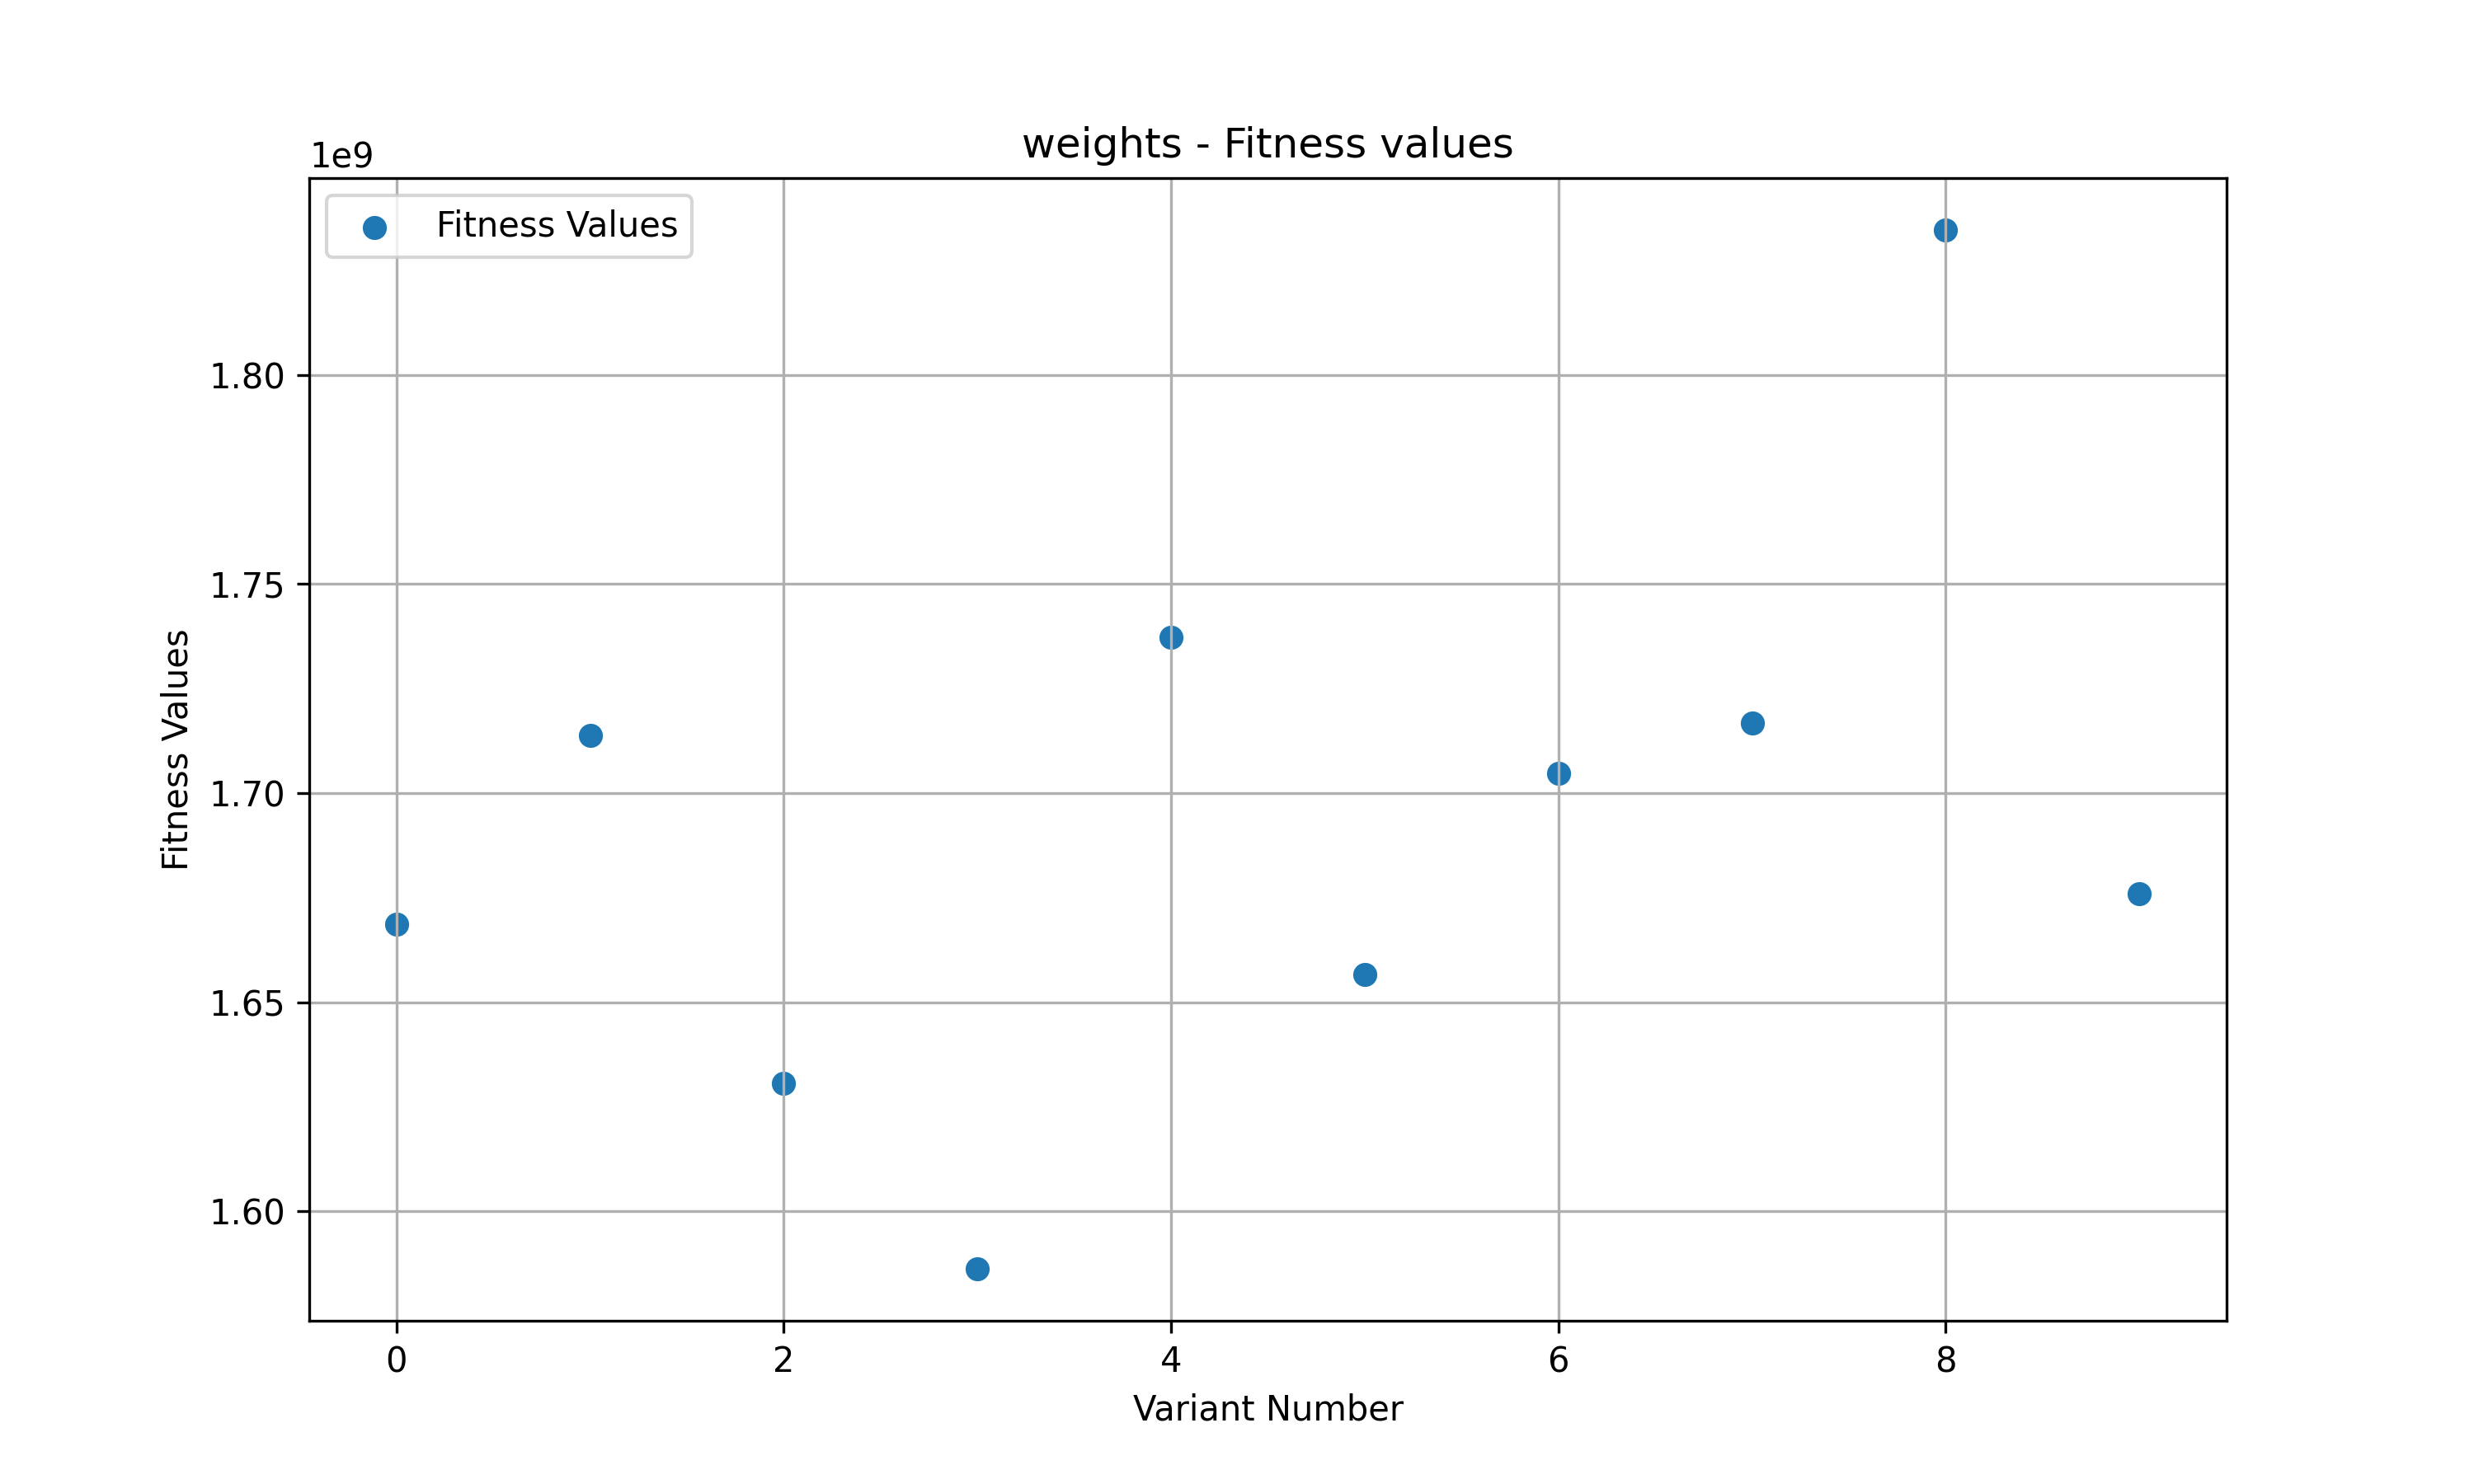 weights - Fitness values
1e9
Fitness Values
1.80
1.75
1.70
1.65
1.60
Fitness Values
0 2 4 6 8
Variant Number